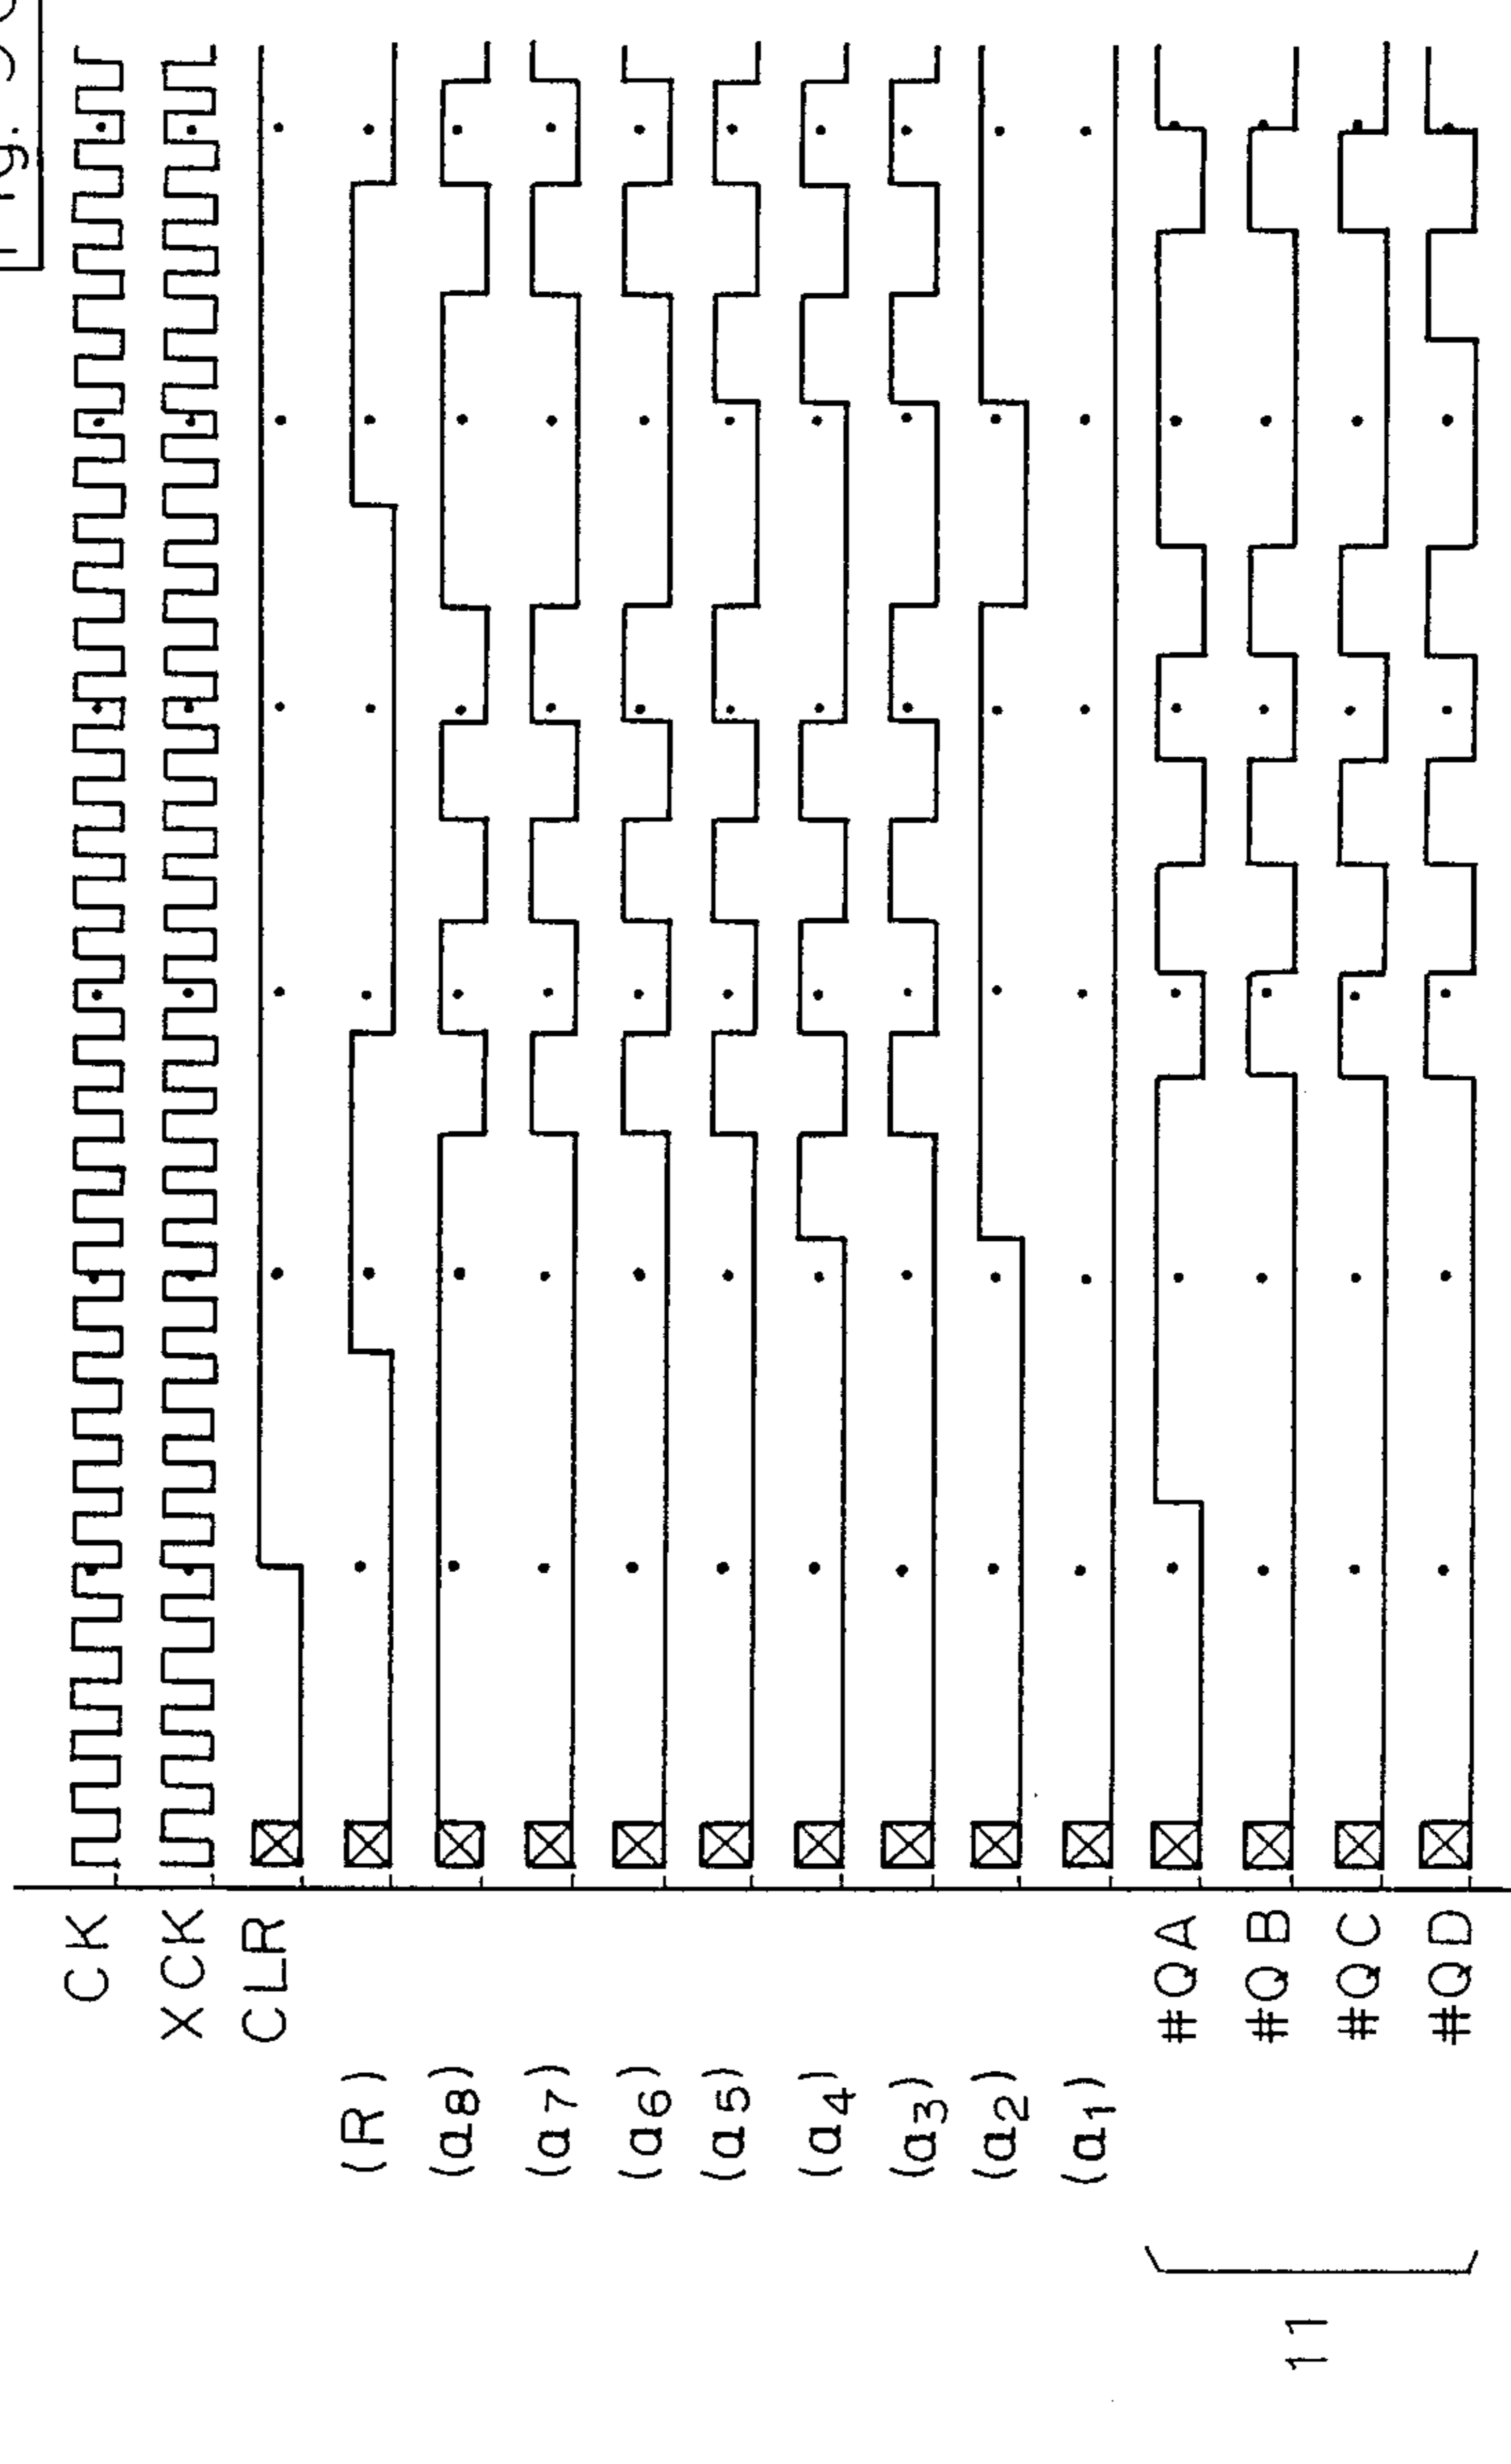 CK
XCK
CLR
(R)
(a8)
(a7)
(a6)
(a5)
(a4)
(a3)
(a2)
(a1)
#QA
#QB
#QC
#QD
11